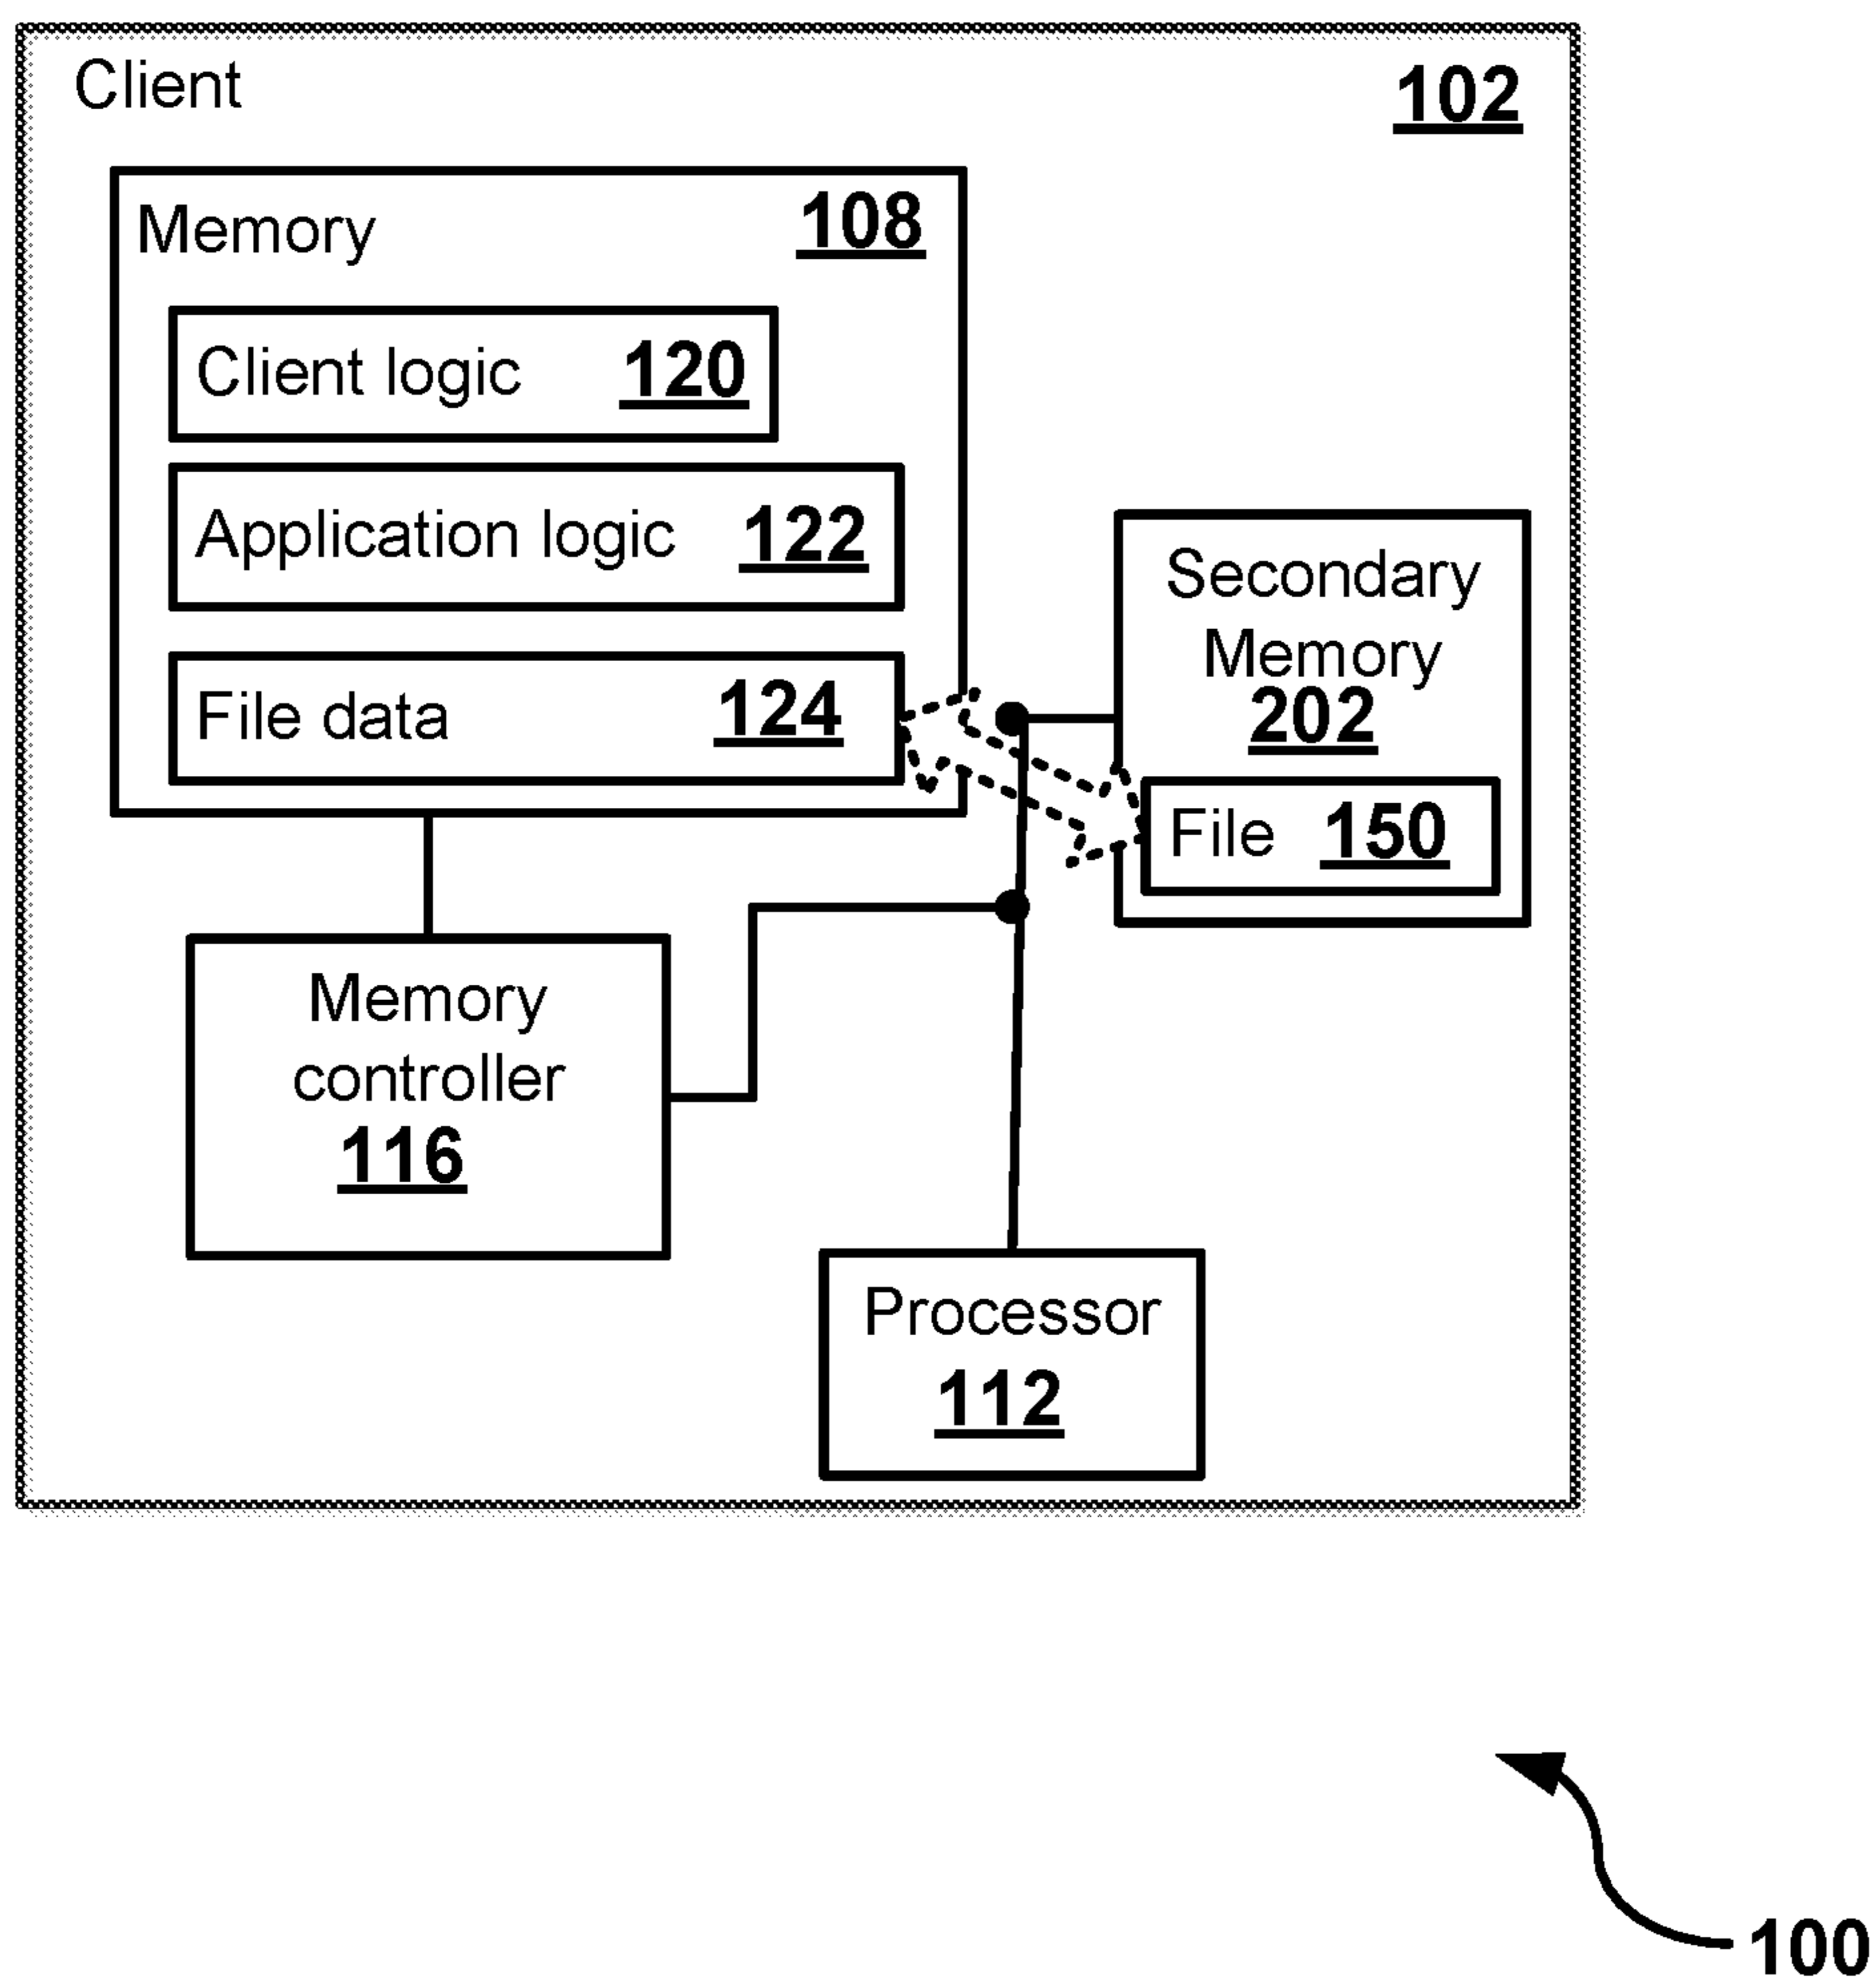 Client 102
Memory 108
Client logic 120
Application logic 122
File data 124
Secondary
Memory
202
File 150
Memory
controller
116
Processor
112
100